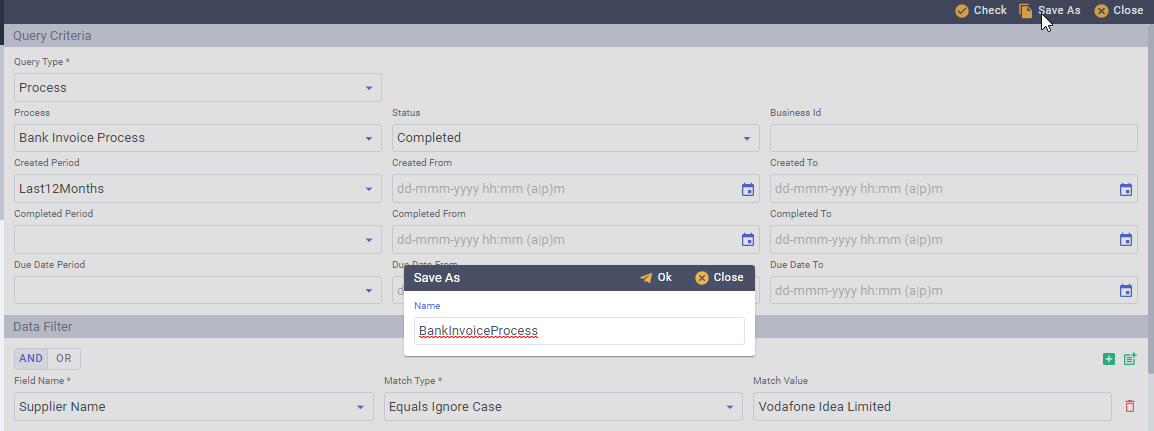 Check Save As Close
Query Criteria
Query Type *
Process
Process Status Business Id
Bank Invoice Process Completed
Created Period Created From Created To
Last12Months dd-mmm-yyyy hh:mm (a|p)m dd-mmm-yyyy hh:mm (a|p)m
Completed Period Completed From Completed To
dd-mmm-yyyy hh:mm (a|p)m dd-mmm-yyyy hh:mm (a|p)m
Due Date Period Due Date From Due Date To
dd-mmm-yyyy hh:mm (a|p)m
Save As Ok Close
Name
BankInvoiceProcess
Data Filter
AND OR
Field Name * Match Type * Match Value
Supplier Name Equals Ignore Case Vodafone Idea Limited